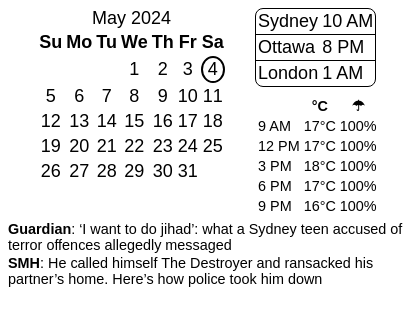 May 2024
Su Mo Tu We Th Fr Sa
1 2 3 4
5 6 7 8 9 10 11
12 13 14 15 16 17 18
19 20 21 22 23 24 25
26 27 28 29 30 31
Sydney 10 AM
Ottawa 8 PM
London 1 AM
°C ☂
9 AM 17°C 100%
12 PM 17°C 100%
3 PM 18°C 100%
6 PM 17°C 100%
9 PM 16°C 100%
Guardian: ‘I want to do jihad’: what a Sydney teen accused of
terror offences allegedly messaged
SMH: He called himself The Destroyer and ransacked his
partner’s home. Here’s how police took him down